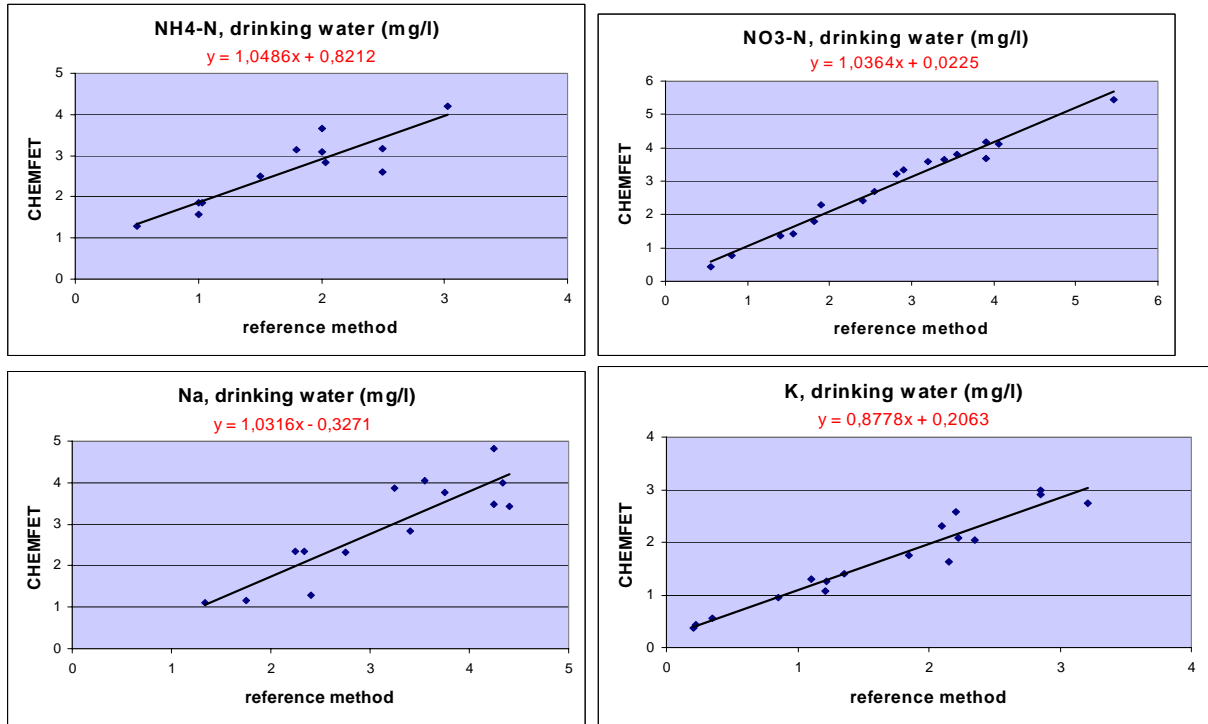 NH4-N, drinking water (mg/l)
y = 1,0486x + 0,8212
5
4
3
2
1
0
0 1 2 3 4
CHEMFET
reference method
NO3-N, drinking water (mg/l)
y = 1,0364x + 0,0225
6
5
4
3
2
1
0
0 1 2 3 4 5 6
CHEMFET
reference method
Na, drinking water (mg/l)
y = 1,0316x - 0,3271
5
4
3
2
1
0
0 1 2 3 4 5
CHEMFET
reference method
K, drinking water (mg/l)
y = 0,8778x + 0,2063
4
3
2
1
0
0 1 2 3 4
CHEMFET
reference method